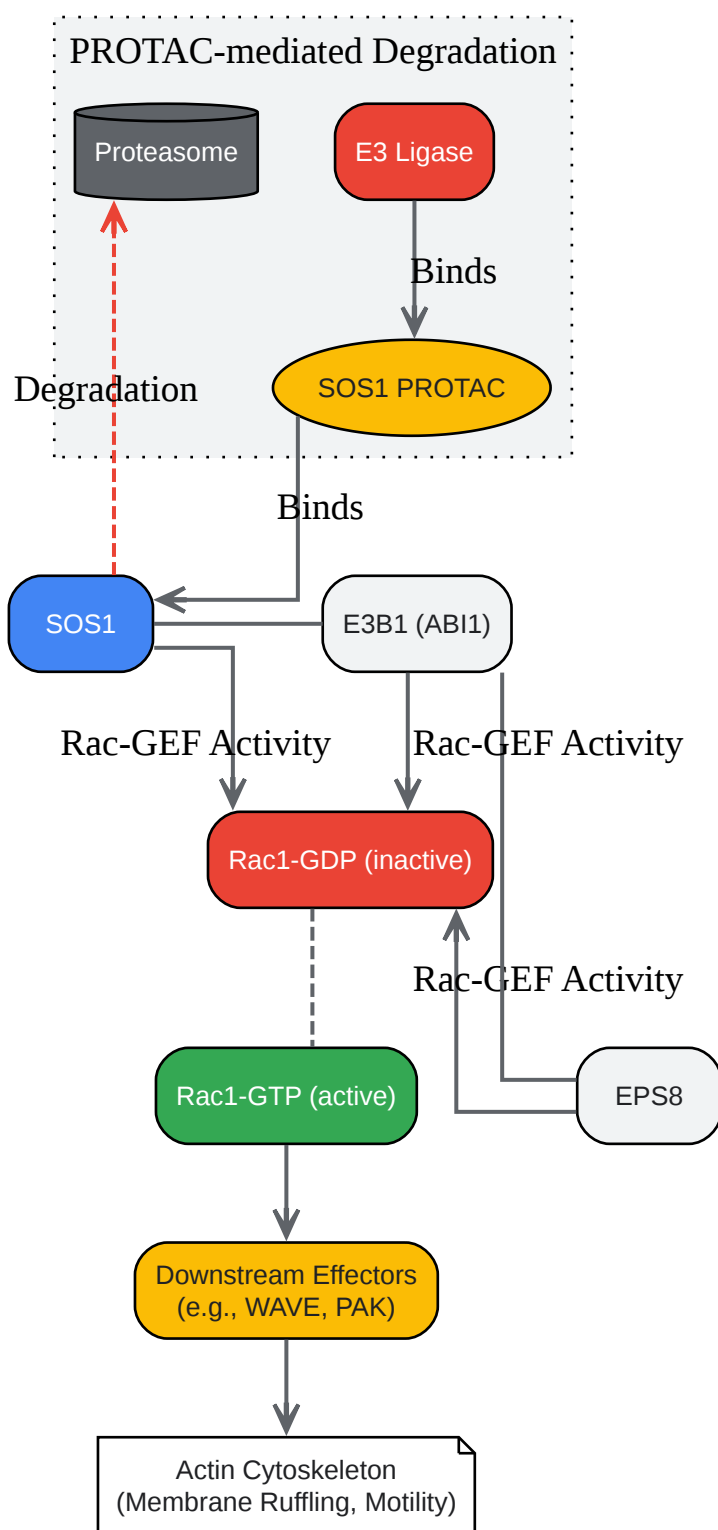 PROTAC-mediated Degradation
Proteasome
E3 Ligase
Binds
Degradation
SOS1 PROTAC
Binds
SOS1
E3B1 (ABI1)
Rac-GEF Activity
Rac-GEF Activity
Rac1-GDP (inactive)
Rac-GEF Activity
Rac1-GTP (active)
EPS8
Downstream Effectors
(e.g., WAVE, PAK)
Actin Cytoskeleton
(Membrane Ruffling, Motility)